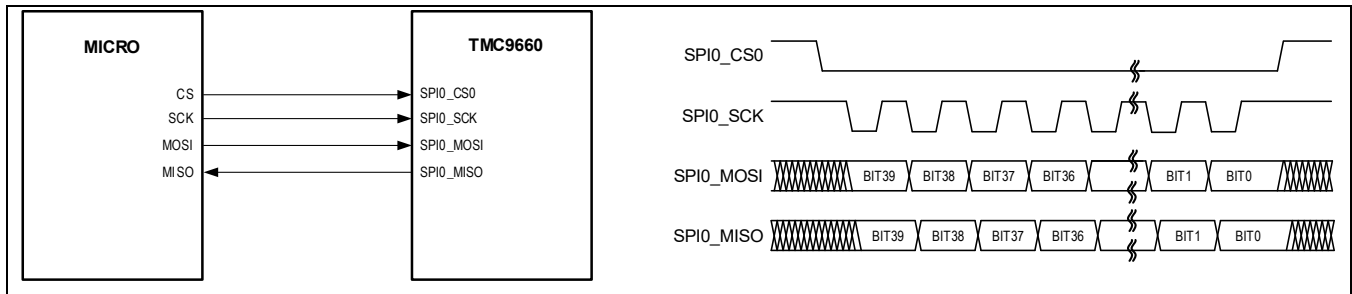 MICRO
TMC9660
CS
SPI0_CS0
SCK
SPI0_SCK
MOSI
SPI0_MOSI
MISO
SPI0_MISO
SPI0_CS0
SPI0_SCK
SPI0_MOSI BIT39 BIT38 BIT37 BIT36 BIT1 BIT0
SPI0_MISO BIT39 BIT38 BIT37 BIT36 BIT1 BIT0